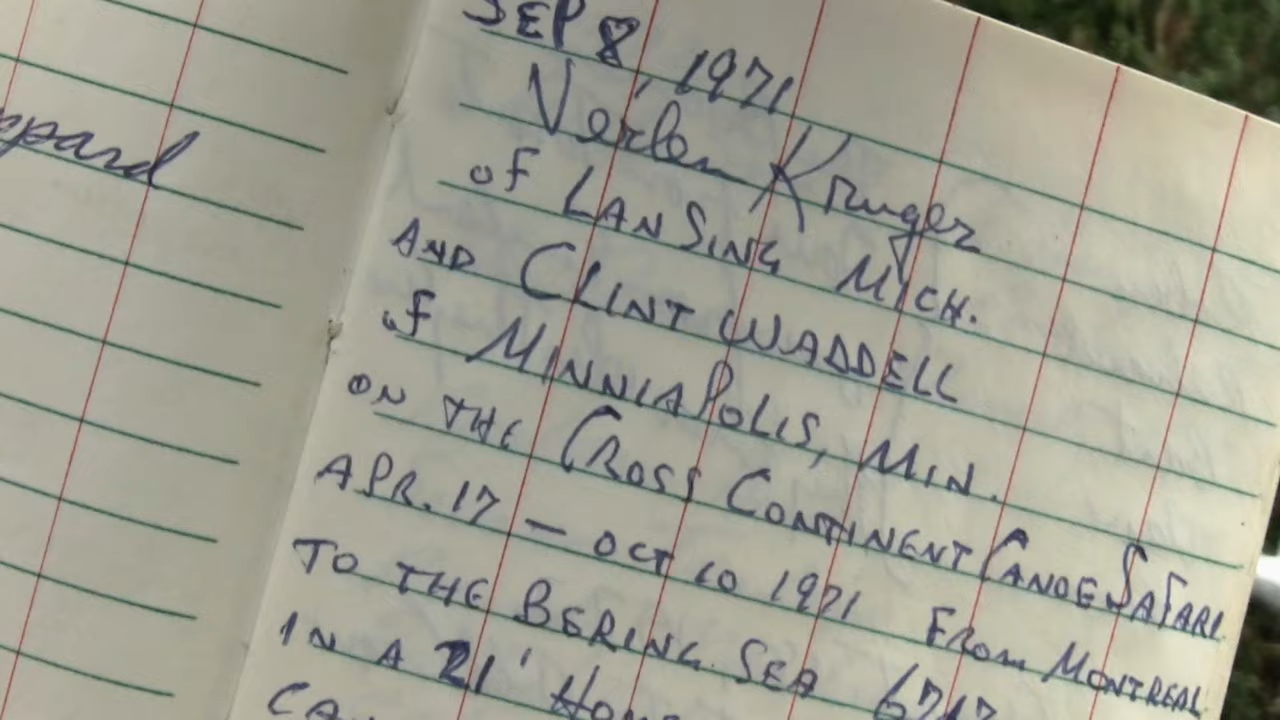 SEP 8, 1971
Verlen Kruger
of LANSING MICH.
AND CLINT WADDELL
of MINNIAPOLIS, MIN.
ON THE CROSS CONTINENT CANOE SAFARI
APR. 17 — OCT 10 1971 FROM MONTREAL
TO THE BERING SEA
IN A 21'